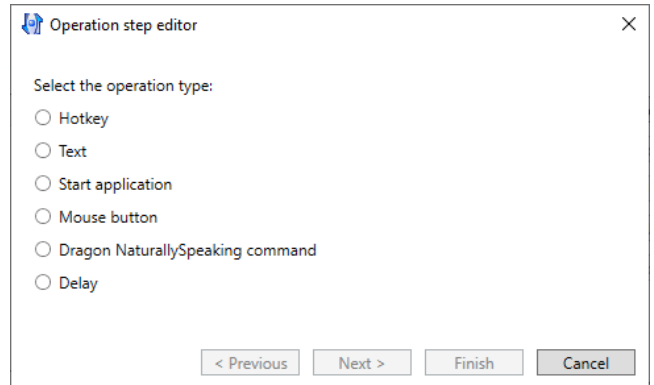 Operation step editor
Select the operation type:
Hotkey
Text
Start application
Mouse button
Dragon NaturallySpeaking command
Delay
< Previous Next > Finish Cancel